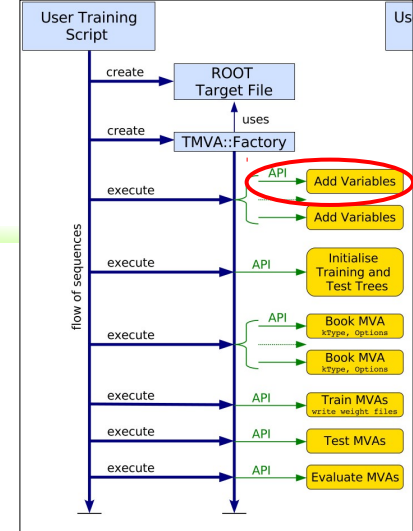 User Training
Script
Us
create
ROOT
Target File
uses
create
TMVA::Factory
API
Add Variables
execute
Add Variables
flow of sequences
execute
API
Initialise
Training and
Test Trees
Book MVA
kType, Options
execute
API
Book MVA
kType, Options
execute
API
Train MVAs
write weight files
execute
API
Test MVAs
execute
API
Evaluate MVAs